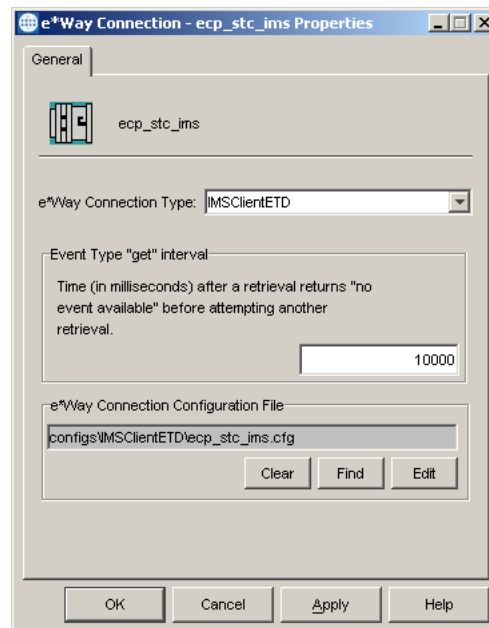 e*Way Connection - ecp_stc_ims Properties
General
ecp_stc_ims
e*Way Connection Type: IMSClientETD
Event Type "get" interval
Time (in milliseconds) after a retrieval returns "no
event available" before attempting another
retrieval.
10000
e*Way Connection Configuration File
configs\IMSClientETD\ecp_stc_ims.cfg
Clear Find Edit
OK Cancel Apply Help